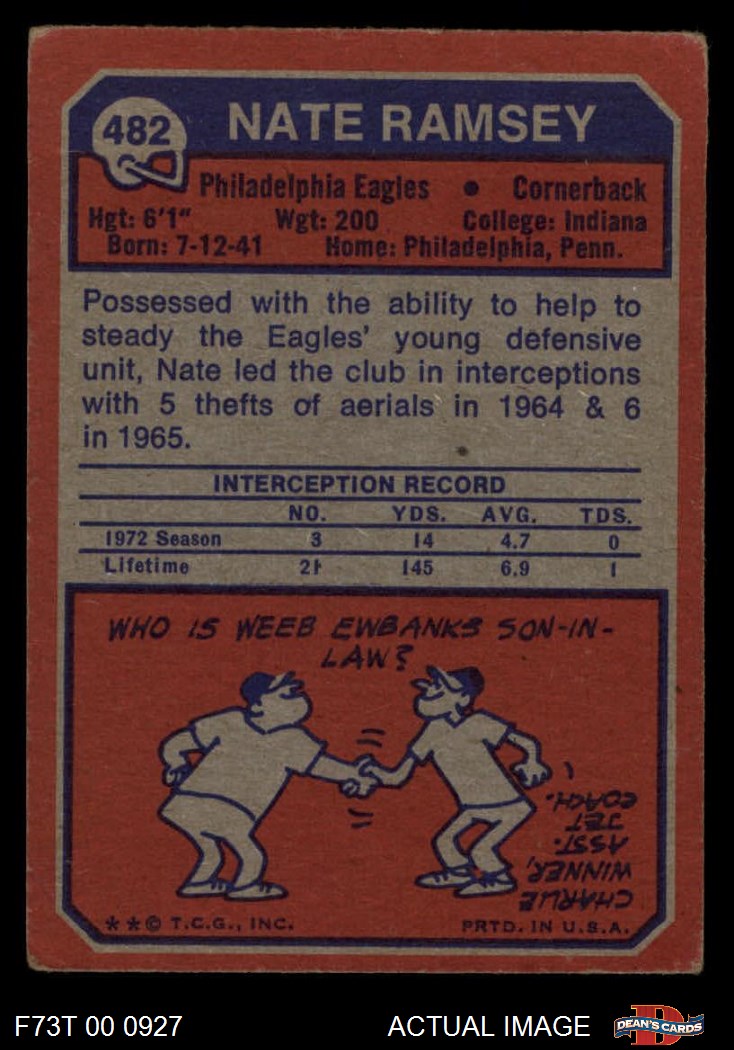 482
NATE RAMSEY
Philadelphia Eagles • Cornerback
Hgt: 6'1" Wgt: 200 College: Indiana
Born: 7-12-41 Home: Philadelphia, Penn.
Possessed with the ability to help to
steady the Eagles' young defensive
unit, Nate led the club in interceptions
with 5 thefts of aerials in 1964 & 6
in 1965.
INTERCEPTION RECORD
NO. YDS. AVG. TDS.
1972 Season 3 14 4.7 0
Lifetime 21 145 6.9 1
WHO IS WEEB EWBANKS SON-IN-
LAW?
CHARLIE
WINNER,
ASST.
JET
COACH.
**© T.C.G., INC. PRTD. IN U.S.A.
F73T 00 0927 ACTUAL IMAGE
D
DEAN'S CARDS